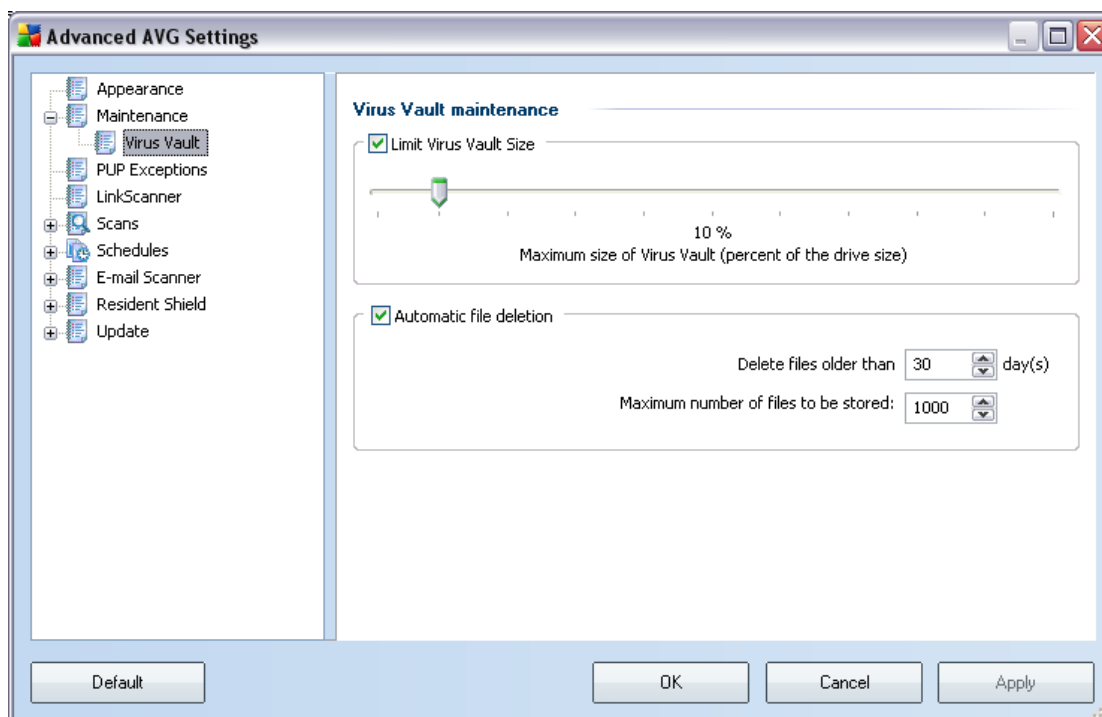 Advanced AVG Settings
Appearance
Maintenance
Virus Vault
PUP Exceptions
LinkScanner
Scans
Schedules
E-mail Scanner
Resident Shield
Update
Virus Vault maintenance
Limit Virus Vault Size
10 %
Maximum size of Virus Vault (percent of the drive size)
Automatic file deletion
Delete files older than 30 day(s)
Maximum number of files to be stored: 1000
Default OK Cancel Apply